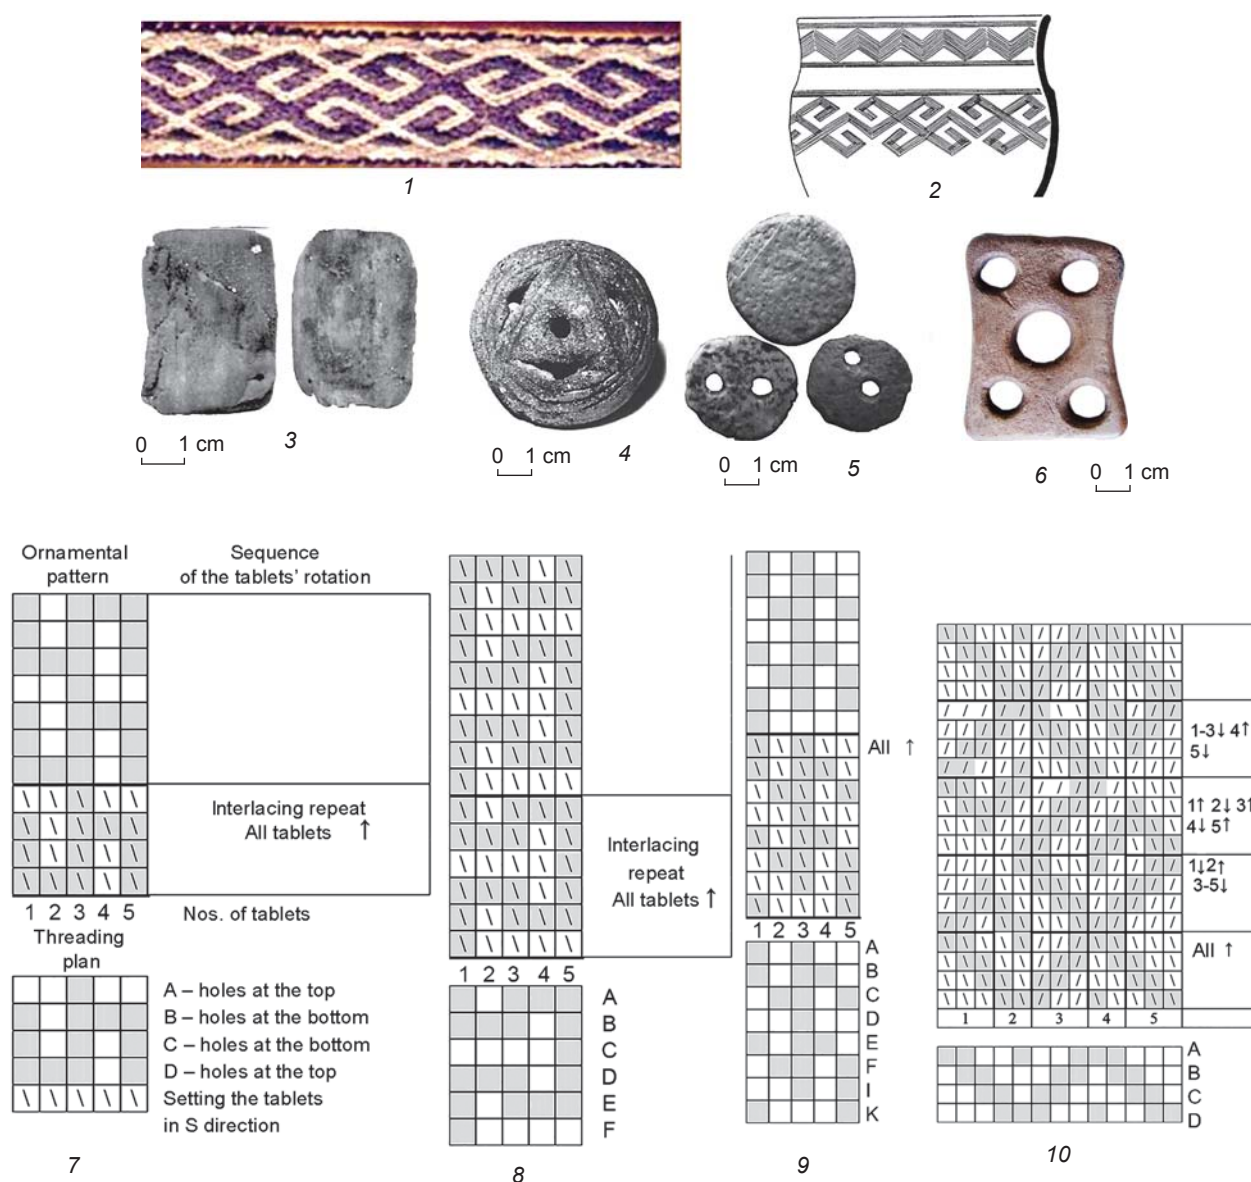 1
2
0 1 cm
3
0 1 cm
4
0 1 cm
5
6
0 1 cm
Ornamental
pattern
Sequence
of the tablets' rotation
Interlacing repeat
All tablets ↑
1 2 3 4 5
Nos. of tablets
Threading
plan
A – holes at the top
B – holes at the bottom
C – holes at the bottom
D – holes at the top
Setting the tablets
in S direction
7
Interlacing
repeat
All tablets ↑
1 2 3 4 5
A
B
C
D
E
F
8
All ↑
1 2 3 4 5
A
B
C
D
E
F
I
K
9
1-3↓ 4↑
5↓
1↑ 2↓ 3↑
4↓ 5↑
1↓2↑
3-5↓
All ↑
1 2 3 4 5
A
B
C
D
10